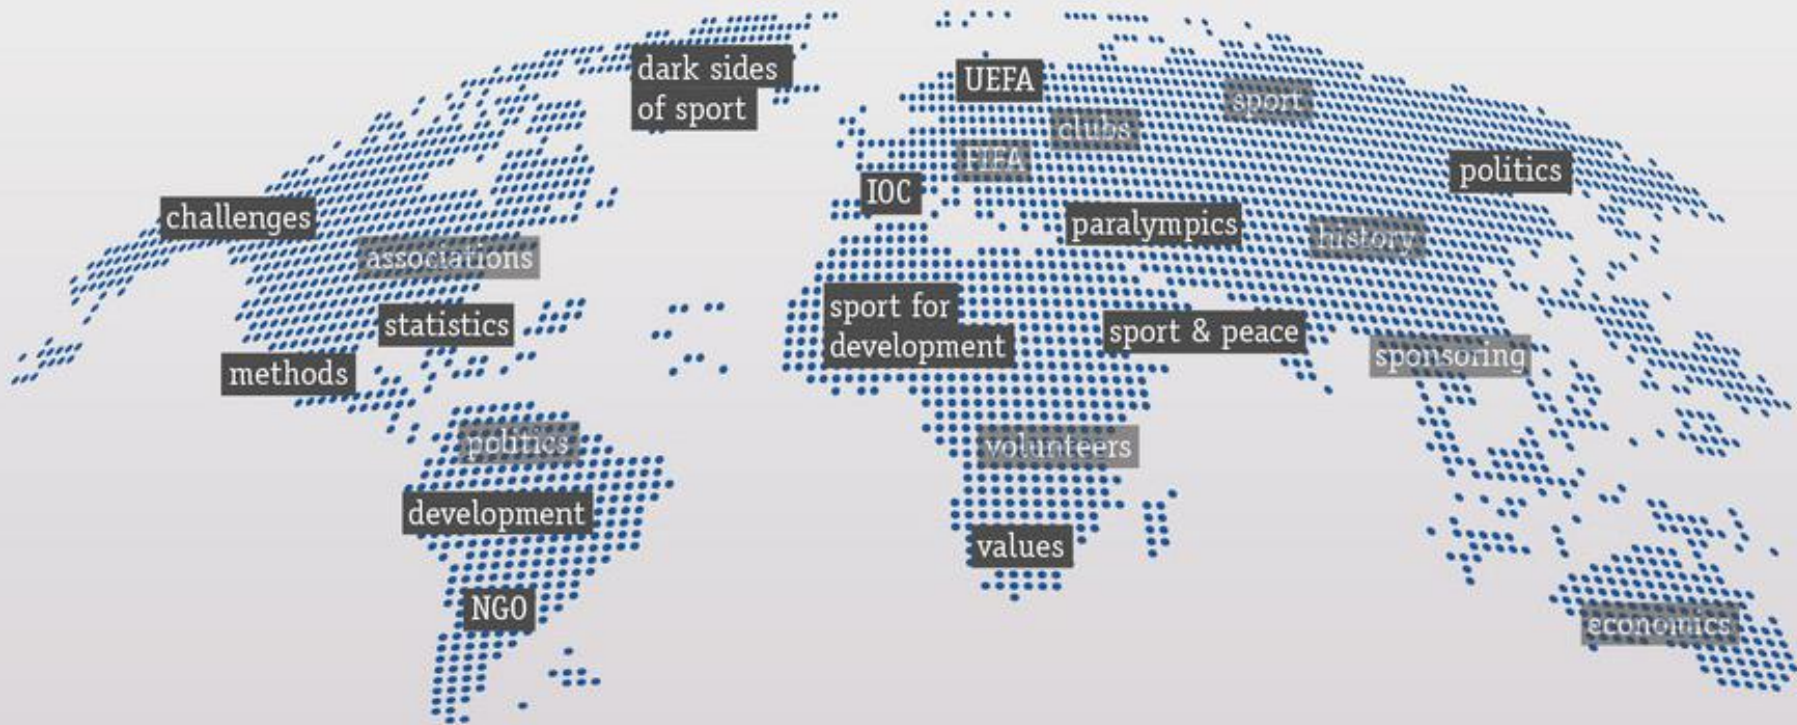 dark sides
of sport
UEFA
sport
clubs
FIFA
politics
IOC
challenges
paralympics
history
associations
sport for
development
statistics
sport & peace
sponsoring
methods
politics
volunteers
development
values
NGO
economics